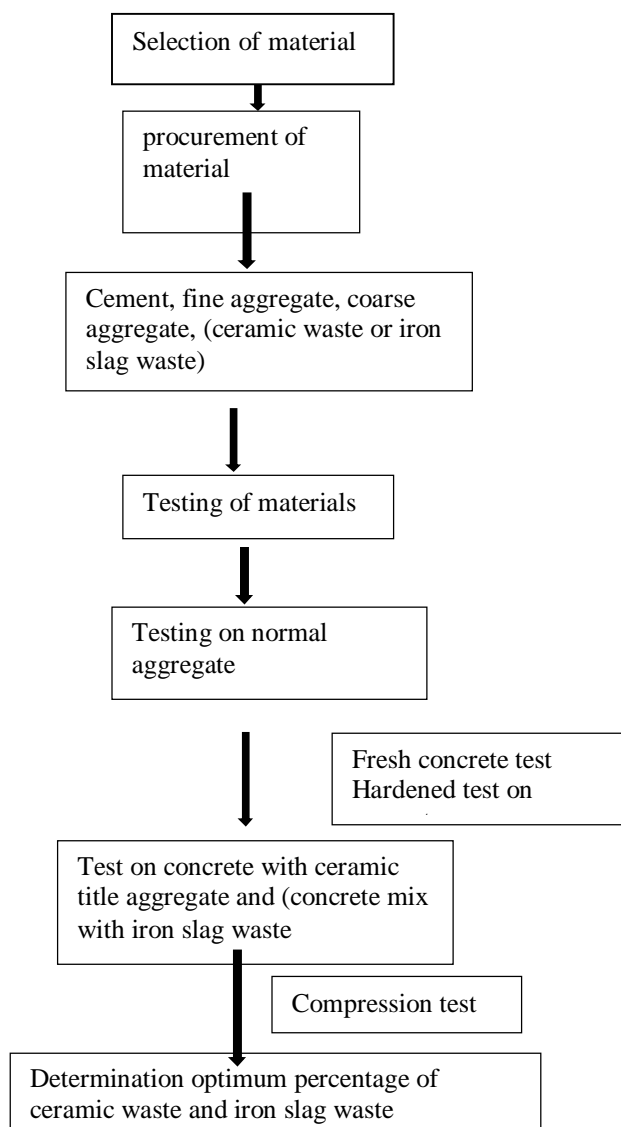 Selection of material
procurement of
material
Cement, fine aggregate, coarse
aggregate, (ceramic waste or iron
slag waste)
Testing of materials
Testing on normal
aggregate
Fresh concrete test
Hardened test on
Test on concrete with ceramic
title aggregate and (concrete mix
with iron slag waste
Compression test
Determination optimum percentage of
ceramic waste and iron slag waste